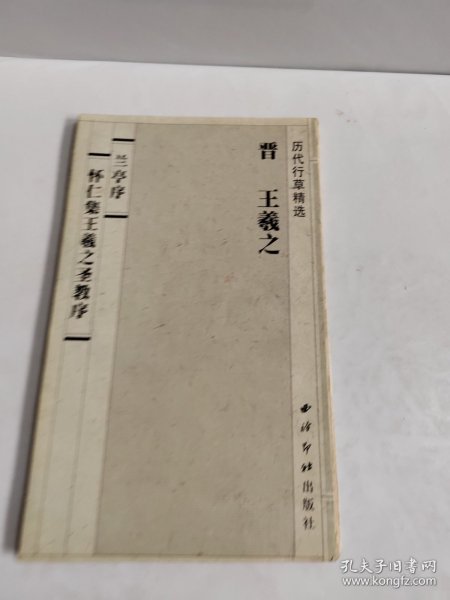 历代行草精选
晋 王羲之
兰亭序
怀仁集王羲之圣教序
西泠印社出版社
孔夫子旧书网
www.kongfz.com